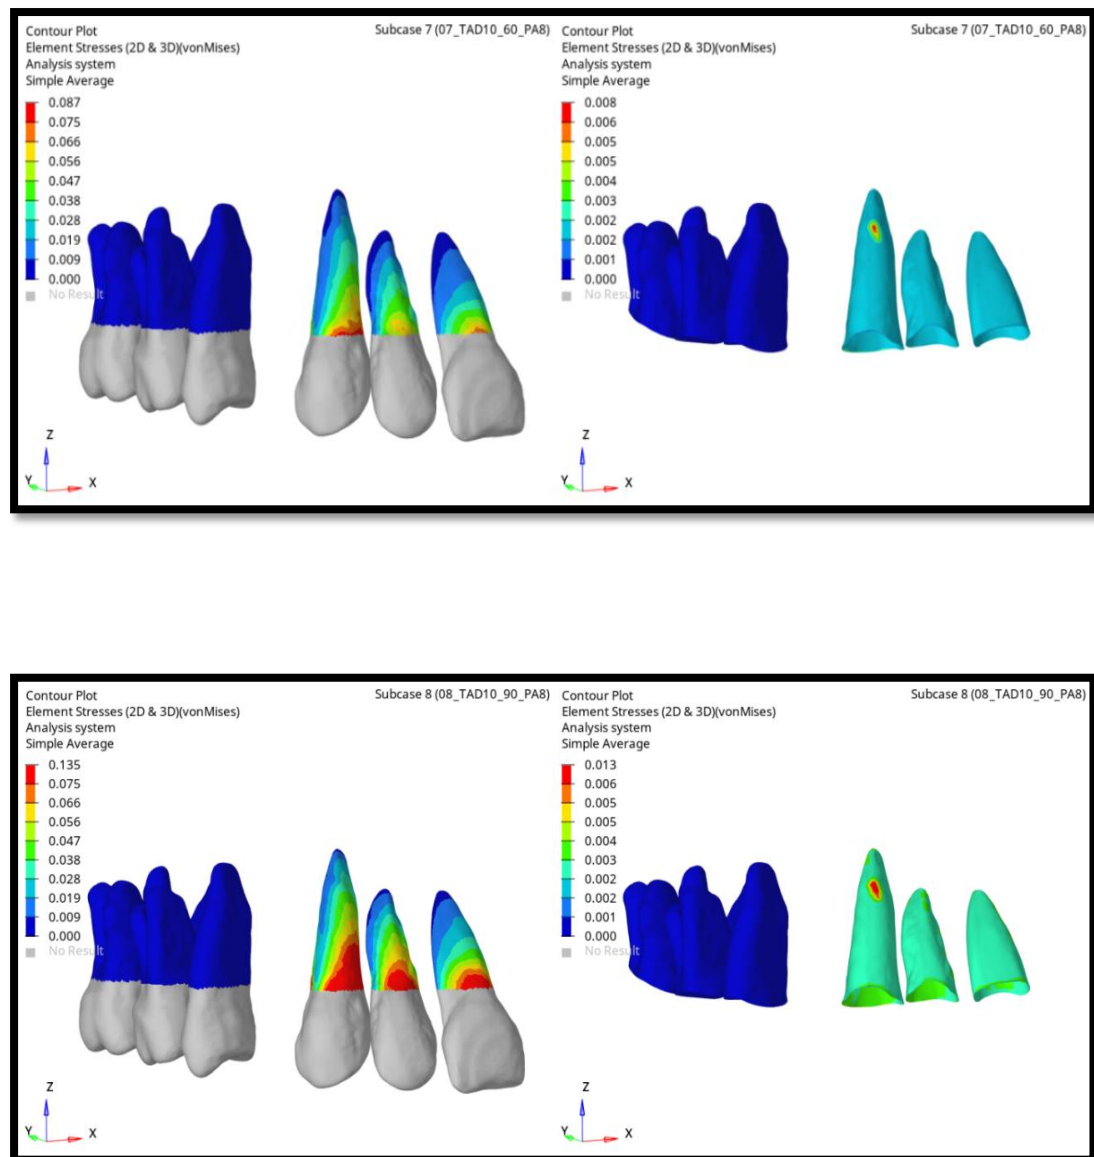 Contour Plot
Element Stresses (2D & 3D)(vonMises)
Analysis system
Simple Average
Subcase 7 (07_TAD10_60_PA8)
0.087
0.075
0.066
0.056
0.047
0.038
0.028
0.019
0.009
0.000
No Result
Z
Y
X
Contour Plot
Element Stresses (2D & 3D)(vonMises)
Analysis system
Simple Average
Subcase 7 (07_TAD10_60_PA8)
0.008
0.006
0.005
0.005
0.004
0.003
0.002
0.002
0.001
0.000
No Result
Z
Y
X
Contour Plot
Element Stresses (2D & 3D)(vonMises)
Analysis system
Simple Average
Subcase 8 (08_TAD10_90_PA8)
0.135
0.075
0.066
0.056
0.047
0.038
0.028
0.019
0.009
0.000
No Result
Z
Y
X
Contour Plot
Element Stresses (2D & 3D)(vonMises)
Analysis system
Simple Average
Subcase 8 (08_TAD10_90_PA8)
0.013
0.006
0.005
0.005
0.004
0.003
0.002
0.002
0.001
0.000
No Result
Z
Y
X